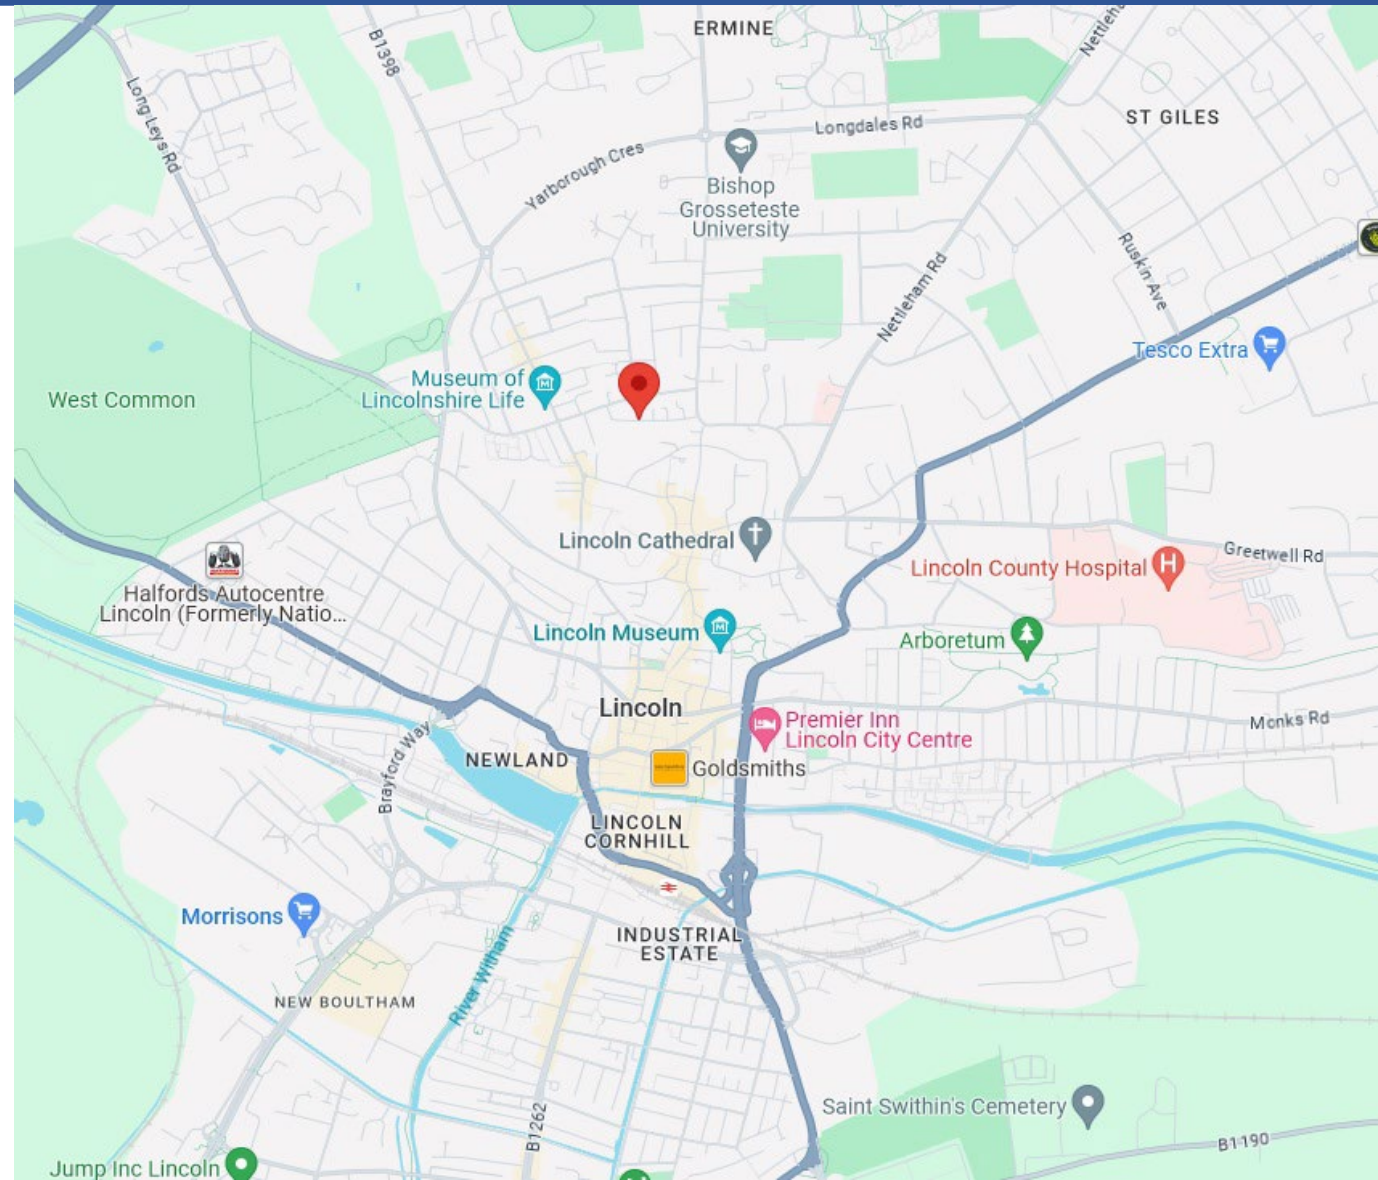 ERMINE
B1398
Nettleha
Long Leys Rd
Longdales Rd
ST GILES
Yarborough Cres
Bishop
Grosseteste
University
Ruskin Ave
Nettleham Rd
Tesco Extra
Museum of
Lincolnshire Life
West Common
Lincoln Cathedral
Greetwell Rd
Lincoln County Hospital
Halfords Autocentre
Lincoln (Formerly Natio...
Lincoln Museum
Arboretum
Lincoln
Premier Inn
Lincoln City Centre
Monks Rd
Brayford Way
NEWLAND
Goldsmiths
LINCOLN
CORNHILL
Morrisons
INDUSTRIAL
ESTATE
River Witham
NEW BOULTHAM
Saint Swithin's Cemetery
B1262
B1190
Jump Inc Lincoln
H
M
M